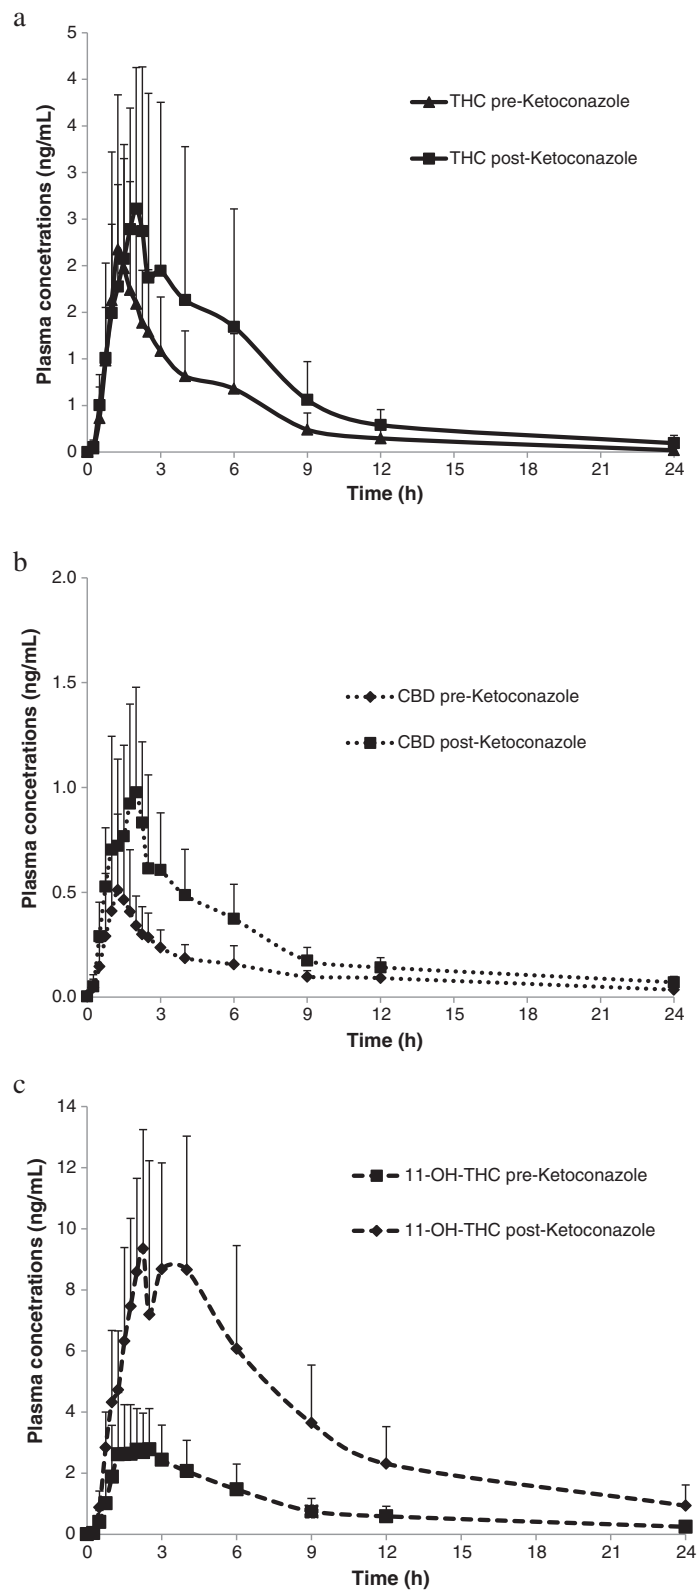 a
Plasma concetrations (ng/mL)
5
4
4
3
3
2
2
1
1
0
THC pre-Ketoconazole
THC post-Ketoconazole
0 3 6 9 12 15 18 21 24
Time (h)
b
Plasma concetrations (ng/mL)
2.0
1.5
1.0
0.5
0.0
CBD pre-Ketoconazole
CBD post-Ketoconazole
0 3 6 9 12 15 18 21 24
Time (h)
c
Plasma concetrations (ng/mL)
14
12
10
8
6
4
2
0
11-OH-THC pre-Ketoconazole
11-OH-THC post-Ketoconazole
0 3 6 9 12 15 18 21 24
Time (h)